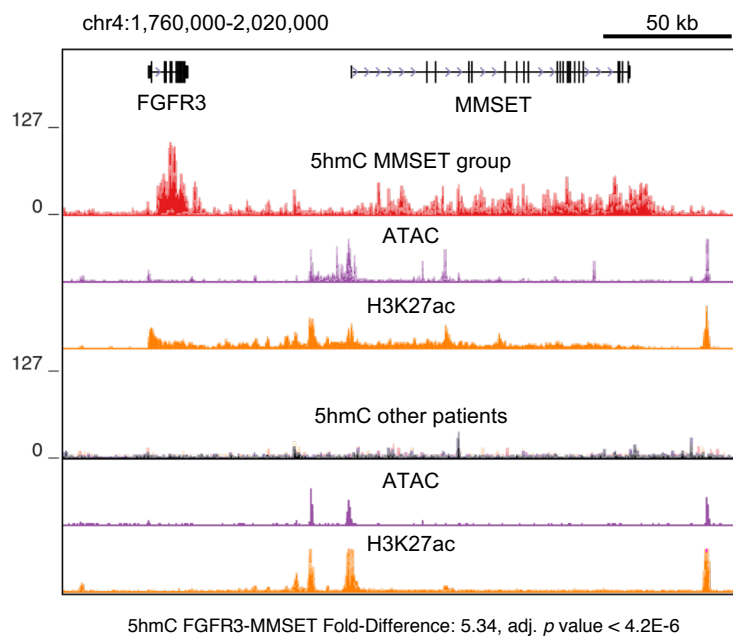 chr4:1,760,000-2,020,000
50 kb
FGFR3
MMSET
127 _
5hmC MMSET group
0 _
ATAC
H3K27ac
127 _
5hmC other patients
0 _
ATAC
H3K27ac
5hmC FGFR3-MMSET Fold-Difference: 5.34, adj. p value < 4.2E-6